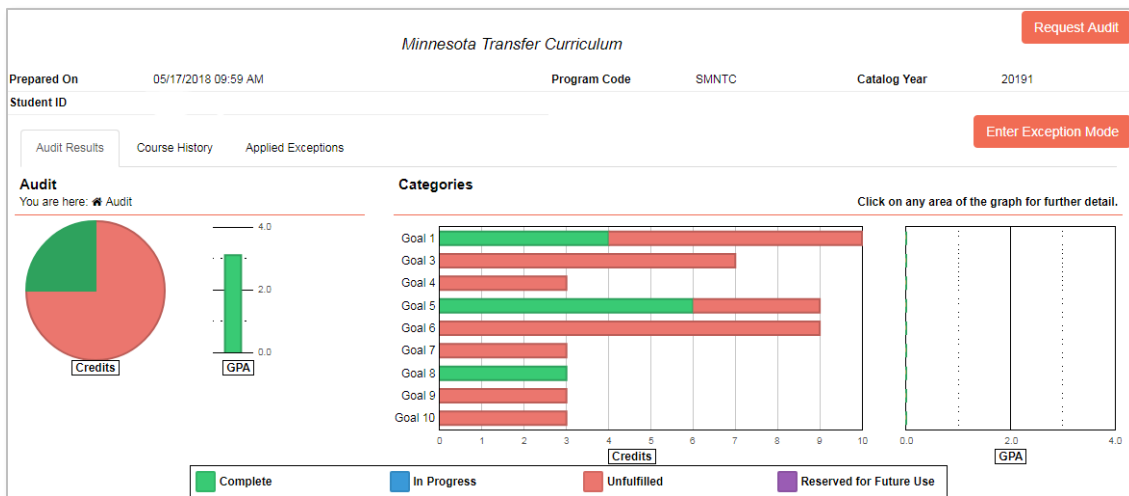 Request Audit
Minnesota Transfer Curriculum
Prepared On 05/17/2018 09:59 AM Program Code SMNTC Catalog Year 20191
Student ID
Enter Exception Mode
Audit Results Course History Applied Exceptions
Audit
You are here: Audit
Categories
Click on any area of the graph for further detail.
4.0
2.0
0.0
Credits GPA
Goal 1
Goal 3
Goal 4
Goal 5
Goal 6
Goal 7
Goal 8
Goal 9
Goal 10
0 1 2 3 4 5 6 7 8 9 10
Credits
0.0 2.0 4.0
GPA
Complete In Progress Unfulfilled Reserved for Future Use